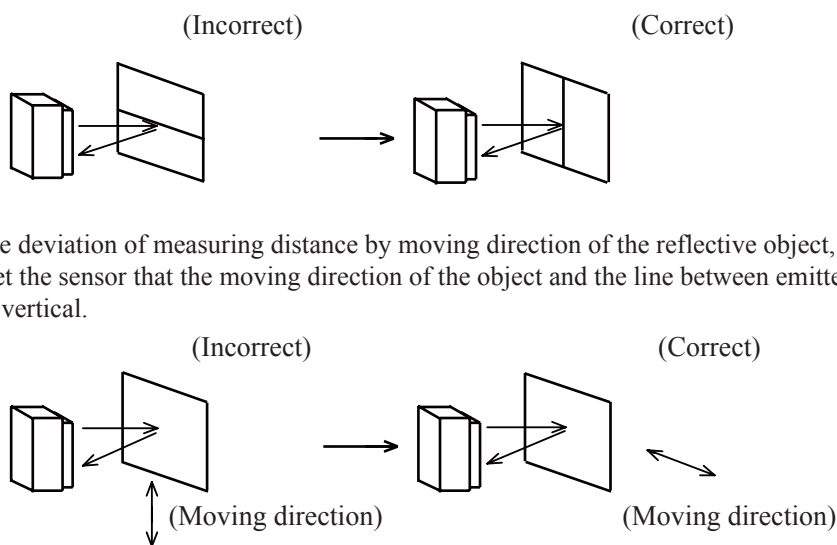 (Incorrect) (Correct)
e deviation of measuring distance by moving direction of the reflective object,
et the sensor that the moving direction of the object and the line between emitte
vertical.
(Incorrect) (Correct)
(Moving direction) (Moving direction)